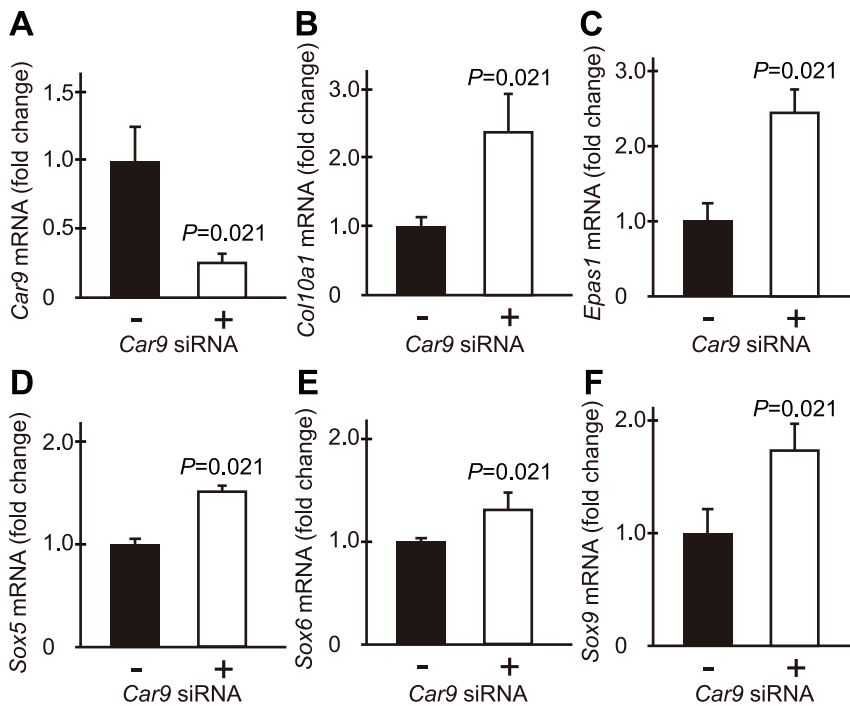 A
Car9 mRNA (fold change)
1.5
1.0
0.5
0
P=0.021
- +
Car9 siRNA
B
Col10a1 mRNA (fold change)
3.0
2.0
1.0
0
P=0.021
- +
Car9 siRNA
C
Epas1 mRNA (fold change)
3.0
2.0
1.0
0
P=0.021
- +
Car9 siRNA
D
Sox5 mRNA (fold change)
2.0
1.0
0
P=0.021
- +
Car9 siRNA
E
Sox6 mRNA (fold change)
2.0
1.0
0
P=0.021
- +
Car9 siRNA
F
Sox9 mRNA (fold change)
2.0
1.0
0
P=0.021
- +
Car9 siRNA